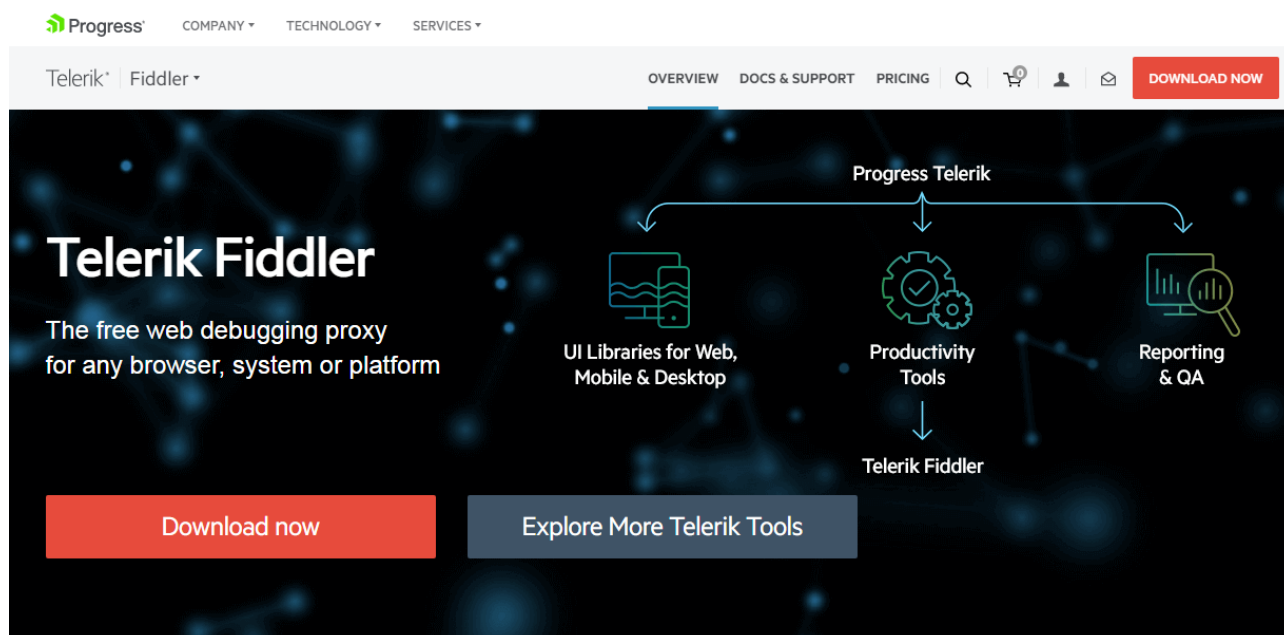 Progress®
COMPANY
TECHNOLOGY
SERVICES
Telerik®
Fiddler
OVERVIEW
DOCS & SUPPORT
PRICING
0
DOWNLOAD NOW
Telerik Fiddler
The free web debugging proxy
for any browser, system or platform
Download now
Explore More Telerik Tools
Progress Telerik
UI Libraries for Web,
Mobile & Desktop
Productivity
Tools
Reporting
& QA
Telerik Fiddler